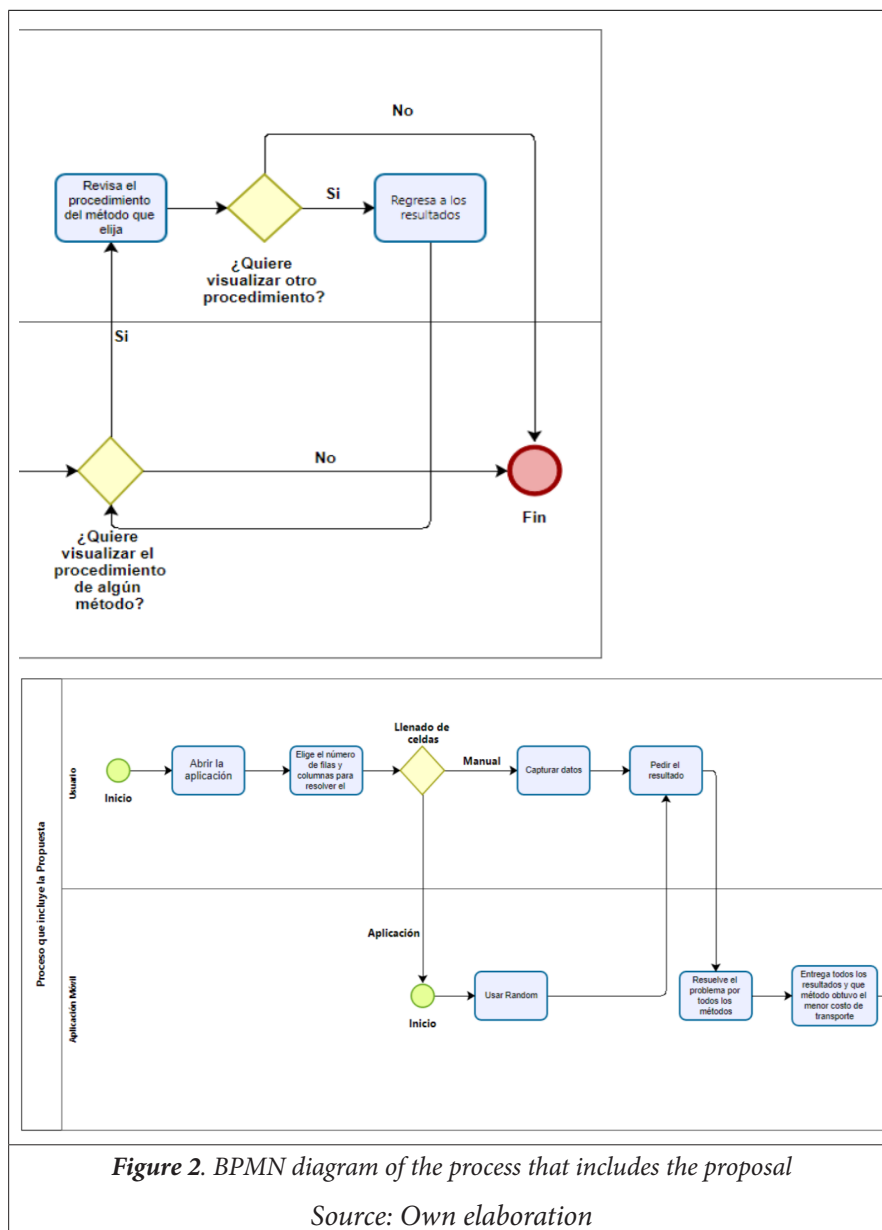 No
Revisa el
procedimiento
del método que
elija
Si
Regresa a los
resultados
¿Quiere
visualizar otro
procedimiento?
Si
No
Fin
¿Quiere
visualizar el
procedimiento
de algún
método?
Proceso que incluye la Propuesta
Usuario
Inicio
Abrir la
aplicación
Elige el número
de filas y
columnas para
resolver el
Llenado de
celdas
Manual
Capturar datos
Pedir el
resultado
Aplicación Móril
Aplicación
Inicio
Usar Random
Resuelve el
problema por
todos los
métodos
Entrega todos los
resultados y que
método obtuvo el
menor costo de
transporte
Figure 2. BPMN diagram of the process that includes the proposal
Source: Own elaboration